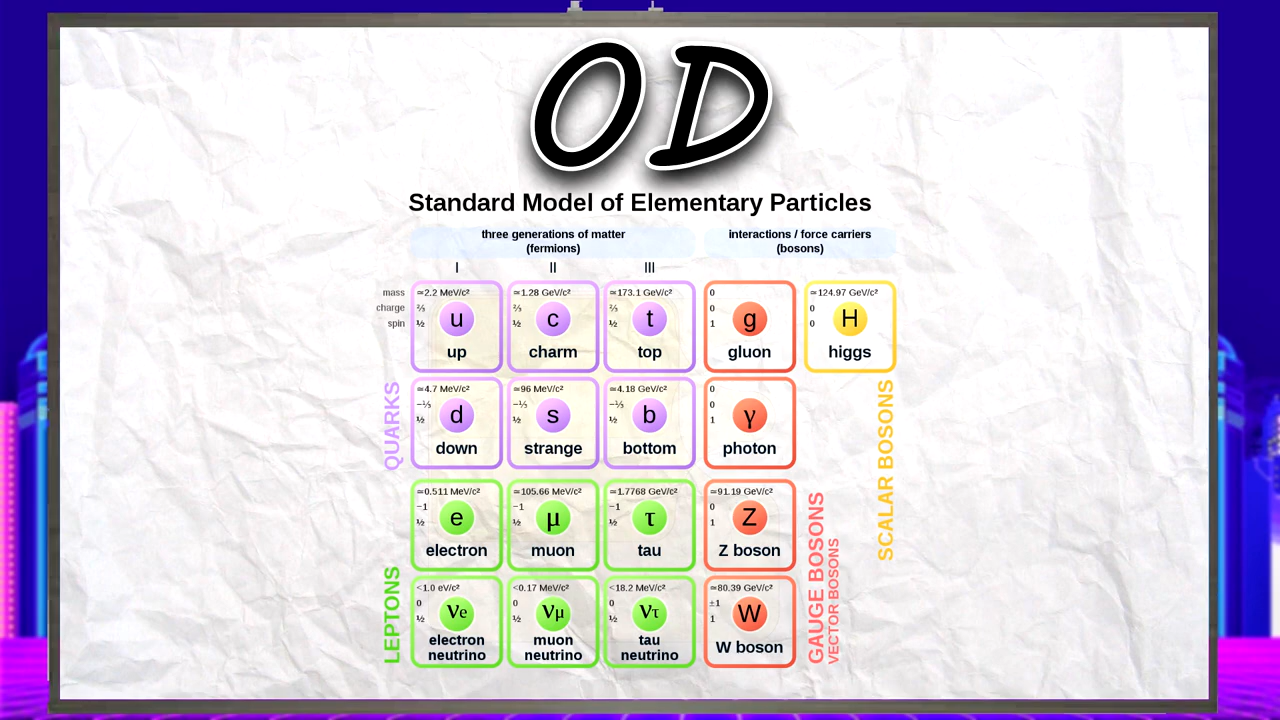 OD
Standard Model of Elementary Particles
three generations of matter
(fermions)
interactions / force carriers
(bosons)
I II III
mass
charge
spin
≃2.2 MeV/c²
⅔
½
u
up
≃1.28 GeV/c²
⅔
½
c
charm
≃173.1 GeV/c²
⅔
½
t
top
0
0
1
g
gluon
≃124.97 GeV/c²
0
0
H
higgs
QUARKS
≃4.7 MeV/c²
−⅓
½
d
down
≃96 MeV/c²
−⅓
½
s
strange
≃4.18 GeV/c²
−⅓
½
b
bottom
0
0
1
γ
photon
SCALAR BOSONS
LEPTONS
≃0.511 MeV/c²
−1
½
e
electron
≃105.66 MeV/c²
−1
½
μ
muon
≃1.7768 GeV/c²
−1
½
τ
tau
≃91.19 GeV/c²
0
1
Z
Z boson
<1.0 eV/c²
0
½
νe
electron
neutrino
<0.17 MeV/c²
0
½
νμ
muon
neutrino
<18.2 MeV/c²
0
½
ντ
tau
neutrino
≃80.39 GeV/c²
±1
1
W
W boson
GAUGE BOSONS
VECTOR BOSONS